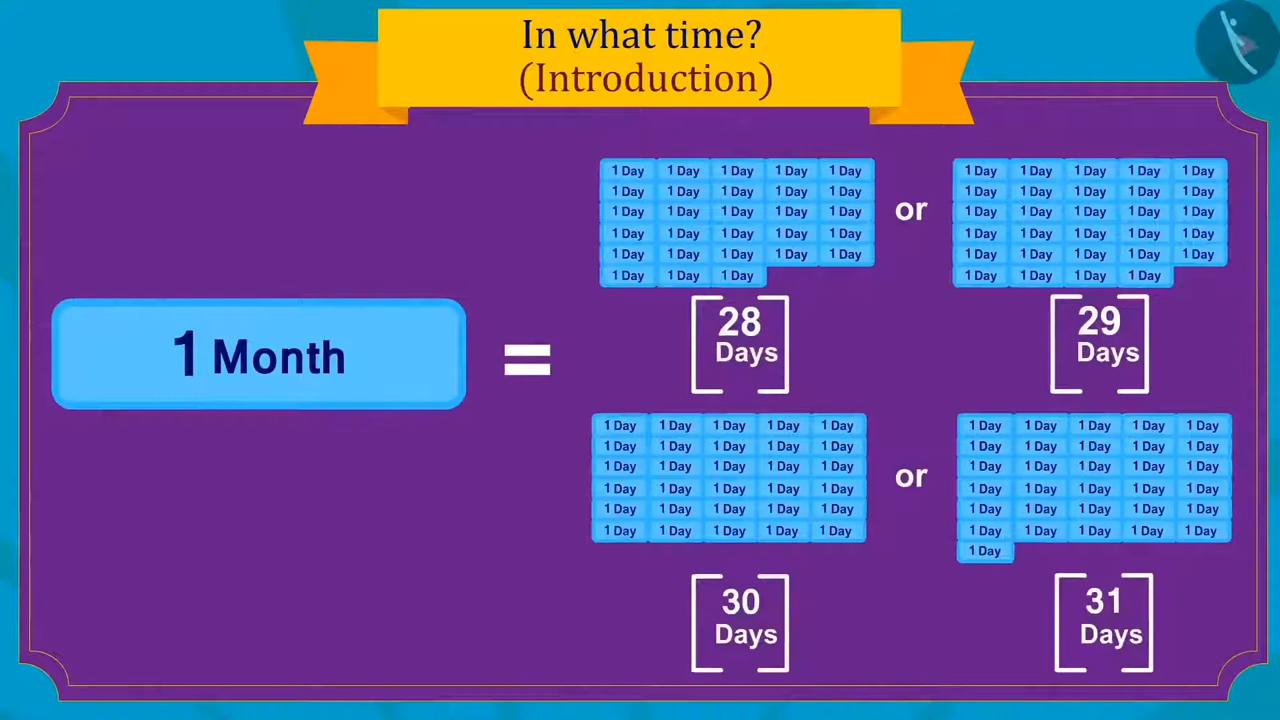 In what time?
(Introduction)
1 Day 1 Day 1 Day 1 Day 1 Day
1 Day 1 Day 1 Day 1 Day 1 Day
1 Day 1 Day 1 Day 1 Day 1 Day
1 Day 1 Day 1 Day 1 Day 1 Day
1 Day 1 Day 1 Day 1 Day 1 Day
1 Day 1 Day 1 Day
or
1 Day 1 Day 1 Day 1 Day 1 Day
1 Day 1 Day 1 Day 1 Day 1 Day
1 Day 1 Day 1 Day 1 Day 1 Day
1 Day 1 Day 1 Day 1 Day 1 Day
1 Day 1 Day 1 Day 1 Day 1 Day
1 Day 1 Day 1 Day 1 Day
28
Days
29
Days
1 Month
=
1 Day 1 Day 1 Day 1 Day 1 Day
1 Day 1 Day 1 Day 1 Day 1 Day
1 Day 1 Day 1 Day 1 Day 1 Day
1 Day 1 Day 1 Day 1 Day 1 Day
1 Day 1 Day 1 Day 1 Day 1 Day
1 Day 1 Day 1 Day 1 Day 1 Day
or
1 Day 1 Day 1 Day 1 Day 1 Day
1 Day 1 Day 1 Day 1 Day 1 Day
1 Day 1 Day 1 Day 1 Day 1 Day
1 Day 1 Day 1 Day 1 Day 1 Day
1 Day 1 Day 1 Day 1 Day 1 Day
1 Day 1 Day 1 Day 1 Day 1 Day
1 Day
30
Days
31
Days